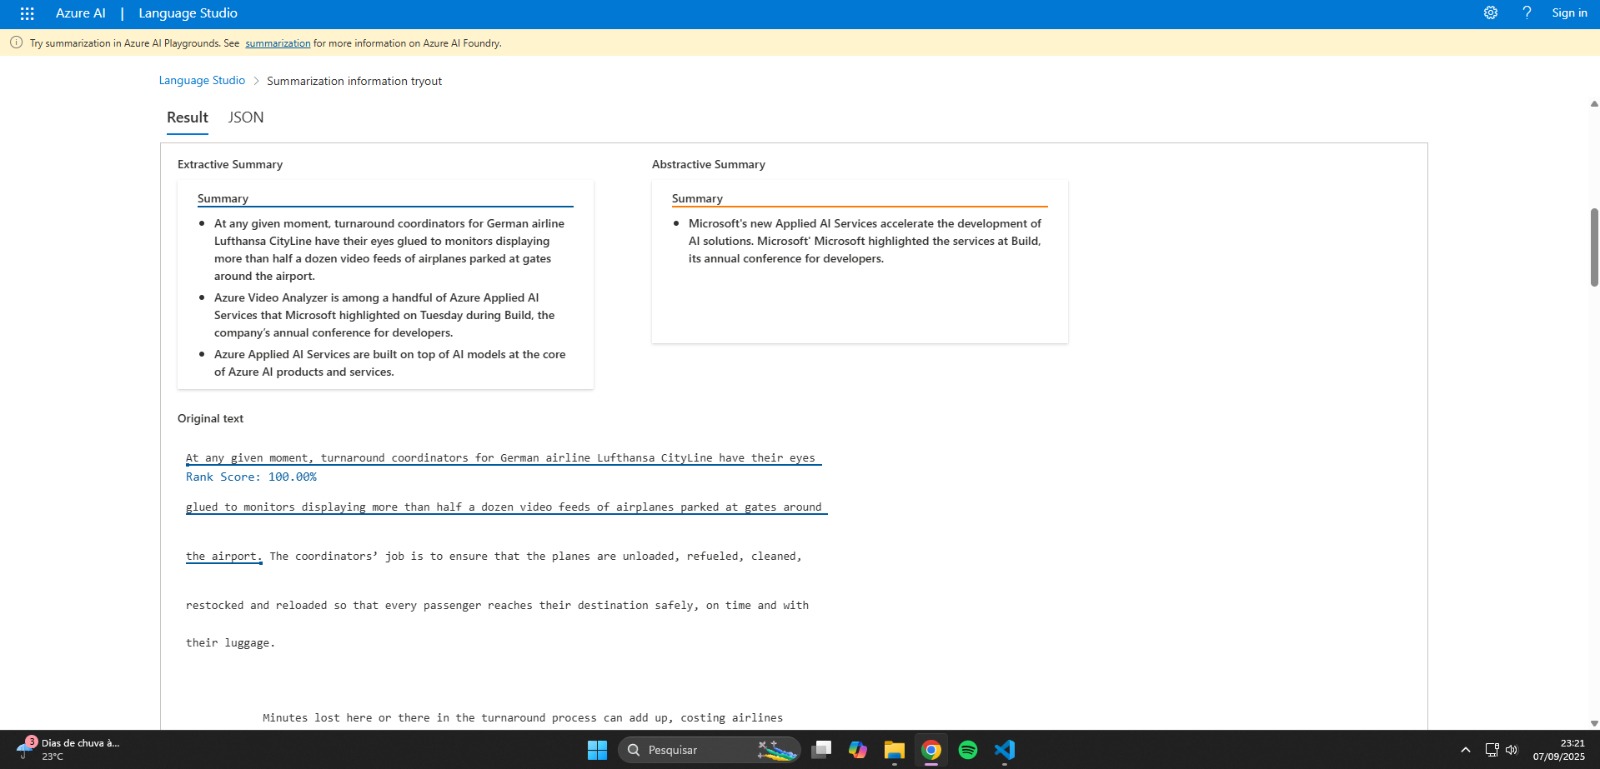 Azure AI | Language Studio
Sign in
Try summarization in Azure AI Playgrounds. See summarization for more information on Azure AI Foundry.
Language Studio > Summarization information tryout
Result
JSON
Extractive Summary
Summary
• At any given moment, turnaround coordinators for German airline
Lufthansa CityLine have their eyes glued to monitors displaying
more than half a dozen video feeds of airplanes parked at gates
around the airport.
• Azure Video Analyzer is among a handful of Azure Applied AI
Services that Microsoft highlighted on Tuesday during Build, the
company’s annual conference for developers.
• Azure Applied AI Services are built on top of AI models at the core
of Azure AI products and services.
Abstractive Summary
Summary
• Microsoft's new Applied AI Services accelerate the development of
AI solutions. Microsoft' Microsoft highlighted the services at Build,
its annual conference for developers.
Original text
At any given moment, turnaround coordinators for German airline Lufthansa CityLine have their eyes
Rank Score: 100.00%
glued to monitors displaying more than half a dozen video feeds of airplanes parked at gates around
the airport. The coordinators’ job is to ensure that the planes are unloaded, refueled, cleaned,
restocked and reloaded so that every passenger reaches their destination safely, on time and with
their luggage.
Minutes lost here or there in the turnaround process can add up, costing airlines
3
Dias de chuva à...
23°C
Pesquisar
23:21
07/09/2025